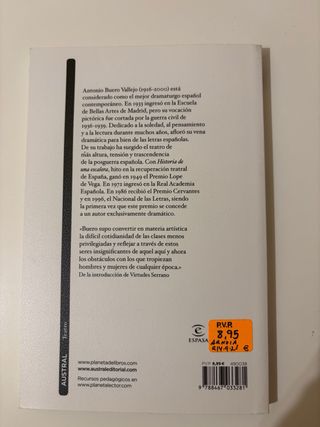 Antonio Buero Vallejo (1916-2000) está
considerado como el mejor dramaturgo español
contemporáneo. En 1933 ingresó en la Escuela
de Bellas Artes de Madrid, pero su vocación
pictórica fue cortada por la guerra civil de
1936-1939. Dedicado a la soledad, al pensamiento
y a la lectura durante muchos años, afloró su vena
dramática para bien de las letras españolas.
De su trabajo ha surgido el teatro de
más altura, tensión y trascendencia
de la posguerra española. Con Historia de
una escalera, hito en la recuperación teatral
de España, ganó en 1949 el Premio Lope
de Vega. En 1971 ingresó en la Real Academia
Española. En 1986 recibió el Premio Cervantes
y en 1996, el Nacional de las Letras, siendo
la primera vez que este premio se concede
a un autor exclusivamente dramático.
«Buero supo convertir en materia artística
la difícil cotidianidad de las clases menos
privilegiadas y reflejar a través de estos
seres insignificantes de aquel aquí y ahora
los obstáculos con los que tropiezan
hombres y mujeres de cualquier época.»
De la introducción de Virtudes Serrano
AUSTRAL Teatro
ESPASA
P.V.P.
8,95
€
www.planetadelibros.com
www.australeditorial.com
Recursos pedagógicos en
www.planetalector.com
PVP 8,95 €
9 788467 033281